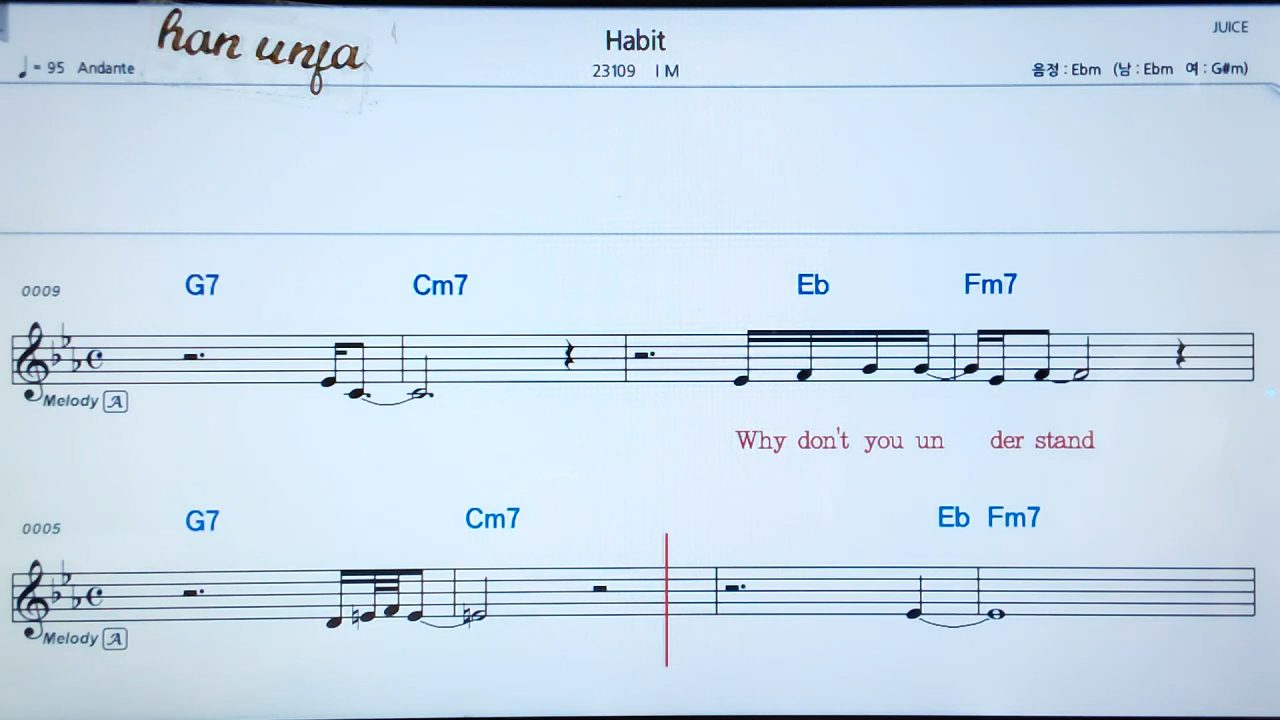 han unfa
Habit
JUICE
♩= 95 Andante
23109 I M
음정 : Ebm (남 : Ebm 여 : G#m)
0009 G7 Cm7 Eb Fm7
Melody A
Why don't you un der stand
0005 G7 Cm7 Eb Fm7
Melody A